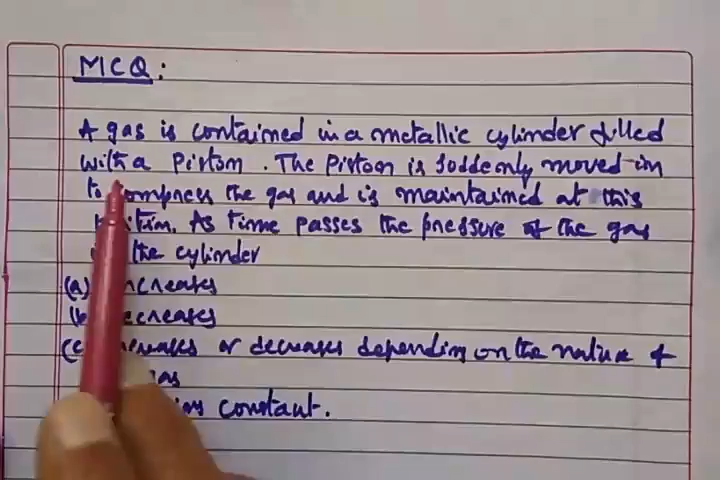 MCQ:
A gas is contained in a metallic cylinder filled
with a piston. The piston is suddenly moved in
to compress the gas and is maintained at this
As time passes the pressure of the gas
the cylinder
(a) increases
(b) decreases
(c) increases or decreases depending on the nature of
gas
constant.